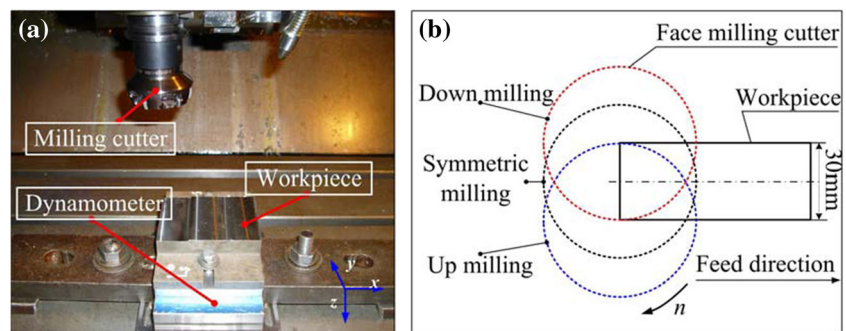 (a)
Milling cutter
Workpiece
Dynamometer
y
x
z
(b)
Face milling cutter
Down milling
Workpiece
Symmetric
milling
30mm
Up milling
Feed direction
n